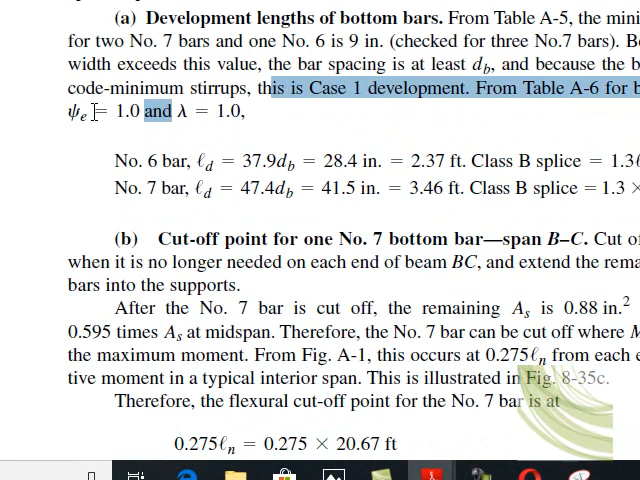 (a) Development lengths of bottom bars. From Table A-5, the mini
for two No. 7 bars and one No. 6 is 9 in. (checked for three No.7 bars). Be
width exceeds this value, the bar spacing is at least d_b, and because the b
code-minimum stirrups, this is Case 1 development. From Table A-6 for b
ψ_e = 1.0 and λ = 1.0,
No. 6 bar, ℓ_d = 37.9d_b = 28.4 in. = 2.37 ft. Class B splice = 1.36
No. 7 bar, ℓ_d = 47.4d_b = 41.5 in. = 3.46 ft. Class B splice = 1.3 ×
(b) Cut-off point for one No. 7 bottom bar—span B–C. Cut of
when it is no longer needed on each end of beam BC, and extend the rema
bars into the supports.
After the No. 7 bar is cut off, the remaining A_s is 0.88 in.²
0.595 times A_s at midspan. Therefore, the No. 7 bar can be cut off where M
the maximum moment. From Fig. A-1, this occurs at 0.275ℓ_n from each e
tive moment in a typical interior span. This is illustrated in Fig. 8-35c.
Therefore, the flexural cut-off point for the No. 7 bar is at
0.275ℓ_n = 0.275 × 20.67 ft